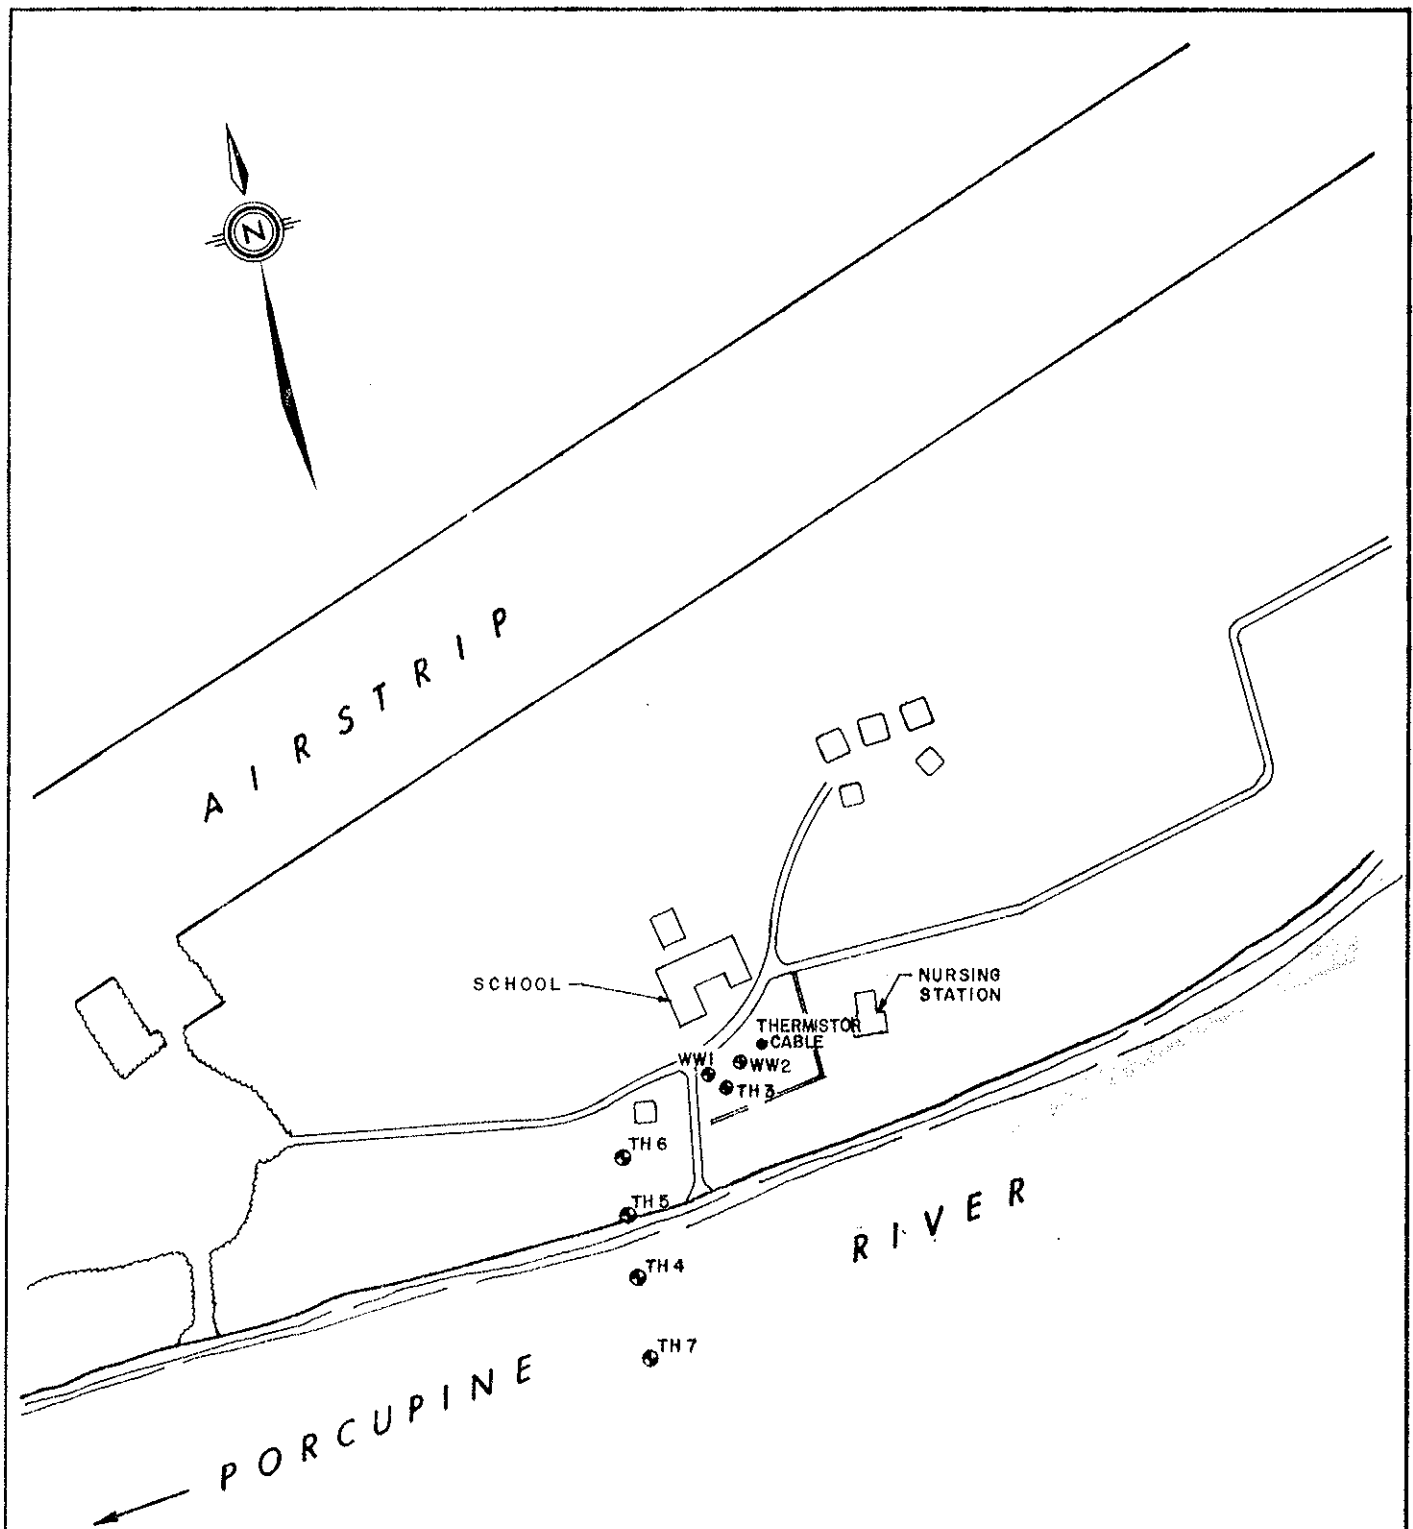 N
AIRSTRIP
SCHOOL
NURSING
STATION
THERMISTOR
CABLE
WW1
WW2
TH 3
TH 6
TH 5
TH 4
TH 7
PORCUPINE RIVER